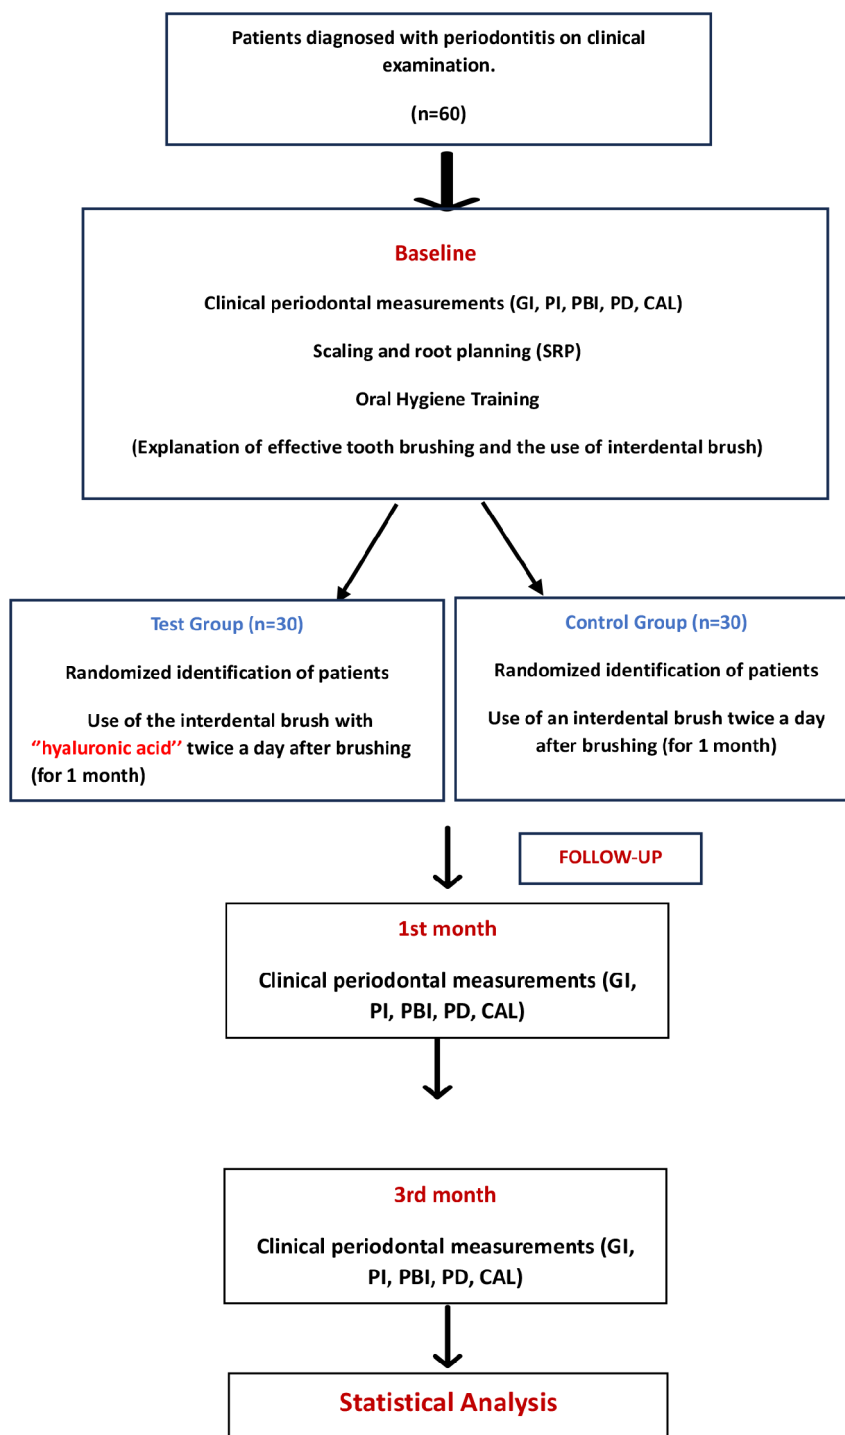 Patients diagnosed with periodontitis on clinical
examination.
(n=60)
Baseline
Clinical periodontal measurements (GI, PI, PBI, PD, CAL)
Scaling and root planning (SRP)
Oral Hygiene Training
(Explanation of effective tooth brushing and the use of interdental brush)
Test Group (n=30)
Randomized identification of patients
Use of the interdental brush with
‘’hyaluronic acid’’ twice a day after brushing
(for 1 month)
Control Group (n=30)
Randomized identification of patients
Use of an interdental brush twice a day
after brushing (for 1 month)
FOLLOW-UP
1st month
Clinical periodontal measurements (GI,
PI, PBI, PD, CAL)
3rd month
Clinical periodontal measurements (GI,
PI, PBI, PD, CAL)
Statistical Analysis